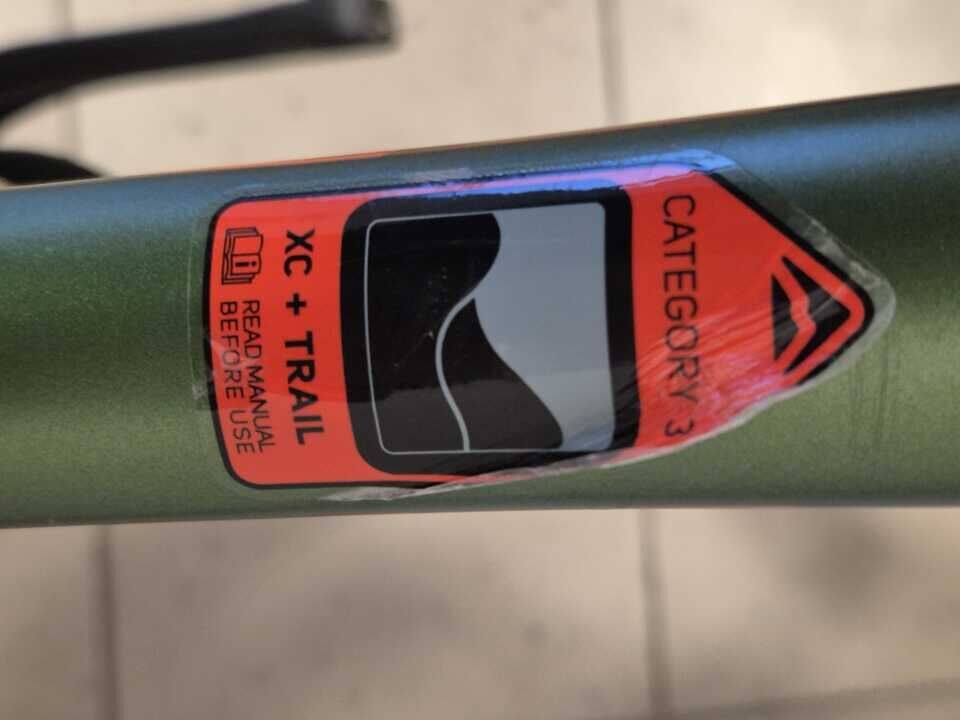 CATEGORY 3
XC + TRAIL
READ MANUAL
BEFORE USE